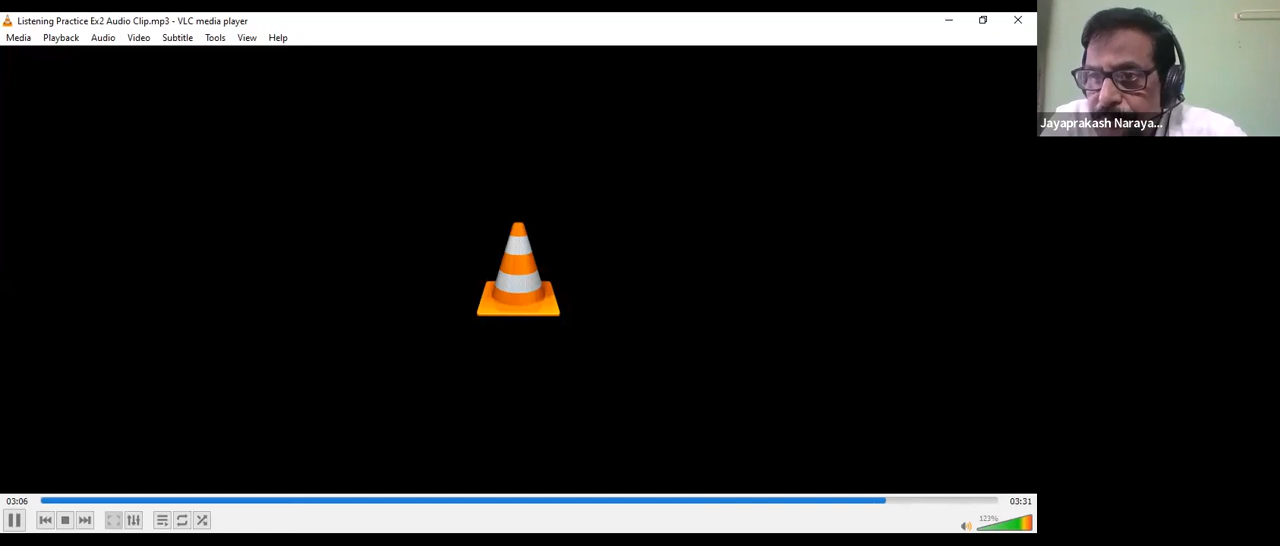 Listening Practice Ex2 Audio Clip.mp3 - VLC media player
Media Playback Audio Video Subtitle Tools View Help
Jayaprakash Naraya...
03:06 03:31
123%